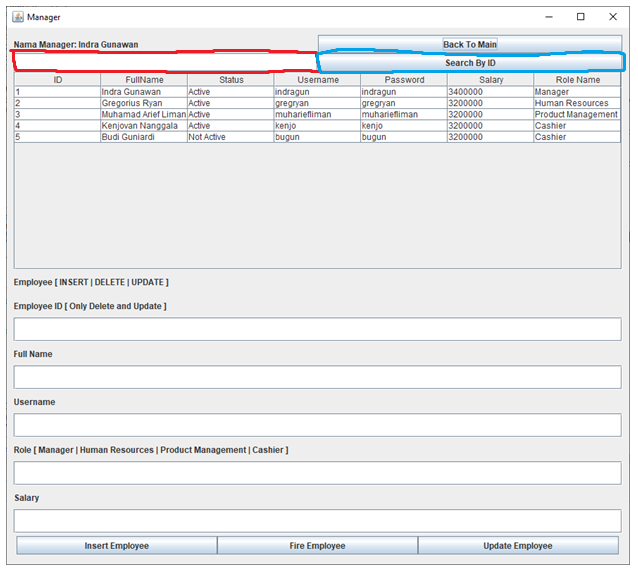 Manager
Nama Manager: Indra Gunawan Back To Main
Search By ID
ID FullName Status Username Password Salary Role Name
1 Indra Gunawan Active indragun indragun 3400000 Manager
2 Gregorius Ryan Active gregryan gregryan 3200000 Human Resources
3 Muhamad Arief Liman Active muhariefliman muhariefliman 3200000 Product Management
4 Kenjovan Nanggala Active kenjo kenjo 3200000 Cashier
5 Budi Guniardi Not Active bugun bugun 3200000 Cashier
Employee [ INSERT | DELETE | UPDATE ]
Employee ID [ Only Delete and Update ]
Full Name
Username
Role [ Manager | Human Resources | Product Management | Cashier ]
Salary
Insert Employee Fire Employee Update Employee